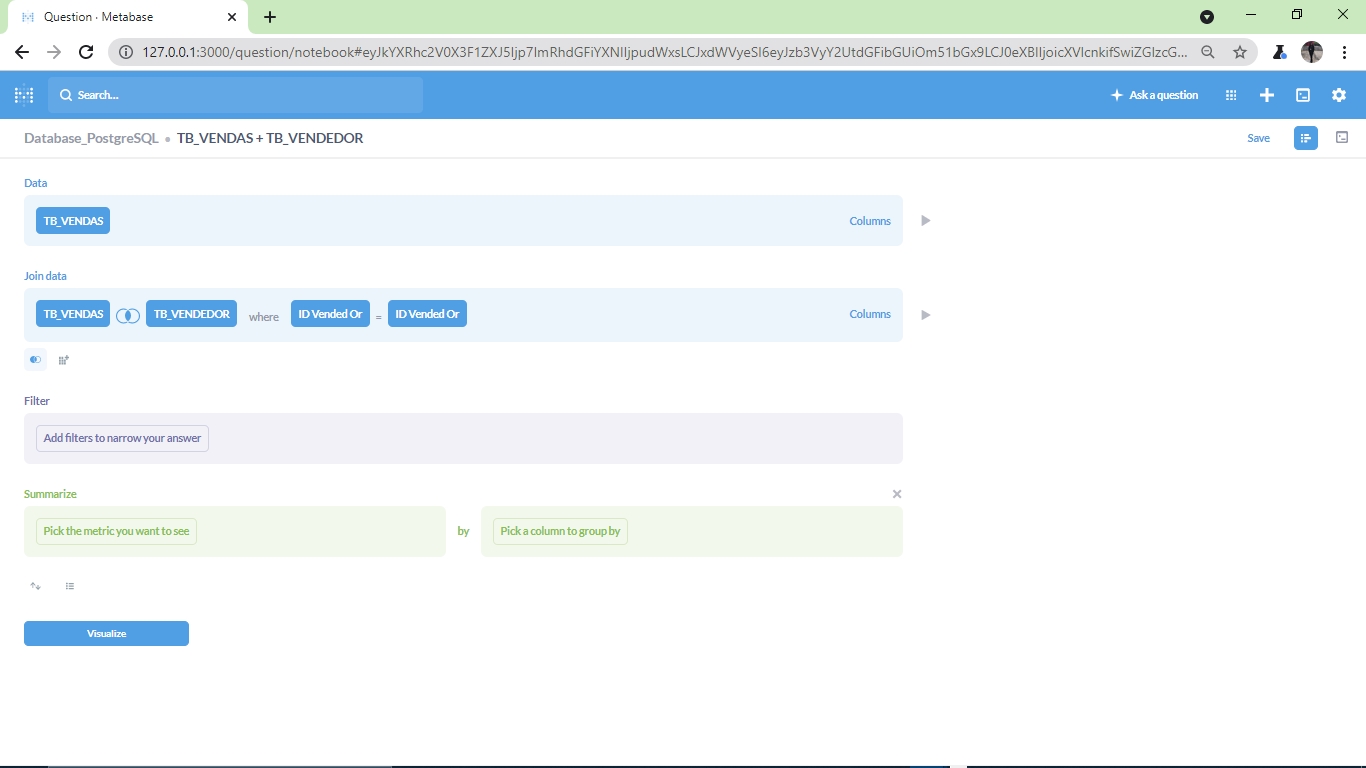 Question · Metabase
127.0.0.1:3000/question/notebook#eyJkYXRhc2V0X3F1ZXJ5Ijp7ImRhdGFiYXNlIjpudWxsLCJxdWVyeSI6eyJzb3VyY2UtdGFibGUiOm51bGx9LCJ0eXBlIjoicXVlcnkifSwiZGlzcG...
Search...
Ask a question
Database_PostgreSQL • TB_VENDAS + TB_VENDEDOR
Save
Data
TB_VENDAS
Columns
Join data
TB_VENDAS TB_VENDEDOR where ID Vended Or = ID Vended Or
Columns
Filter
Add filters to narrow your answer
Summarize
Pick the metric you want to see by Pick a column to group by
Visualize